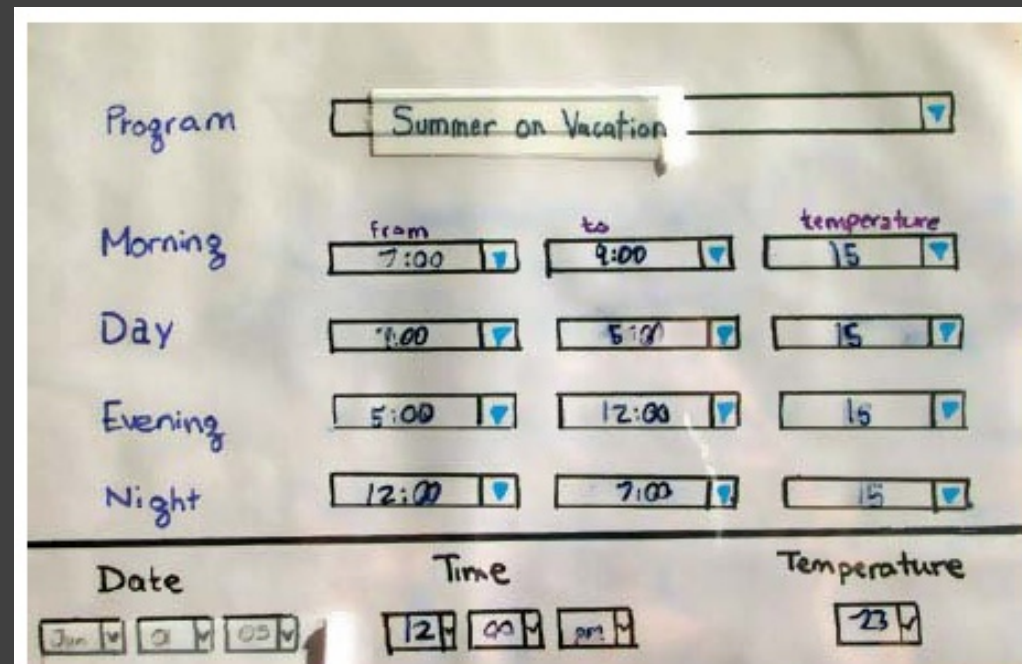 Program Summer on Vacation
from to temperature
Morning 7:00 9:00 15
Day 5:00 15
Evening 5:00 12:00 15
Night 12:00 7:00 15
Date Time Temperature
Jun 01 05 12 00 pm 23